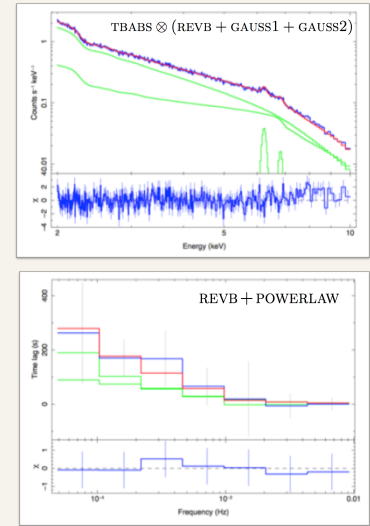 TBABS ⊗ (REVB + GAUSS1 + GAUSS2)
Counts s⁻¹ keV⁻¹
1
0.1
0.01
χ
2
0
−2
−4
2
5
10
Energy (keV)
REVB + POWERLAW
Time lag (s)
400
200
0
χ
1
0
−1
10⁻⁴
10⁻³
0.01
Frequency (Hz)